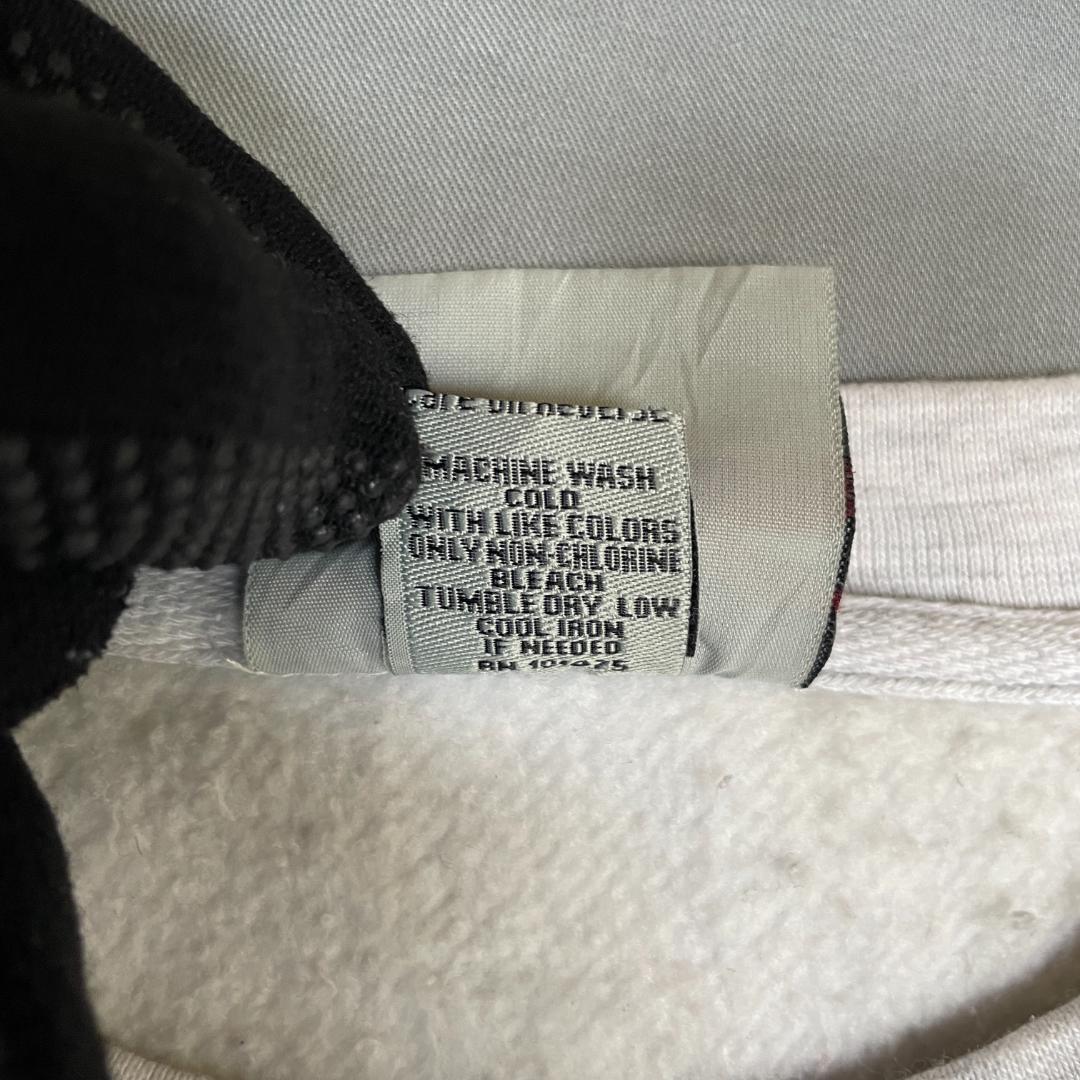 MACHINE WASH
COLD
WITH LIKE COLORS
ONLY NON-CHLORINE
BLEACH
TUMBLE DRY LOW
COOL IRON
IF NEEDED